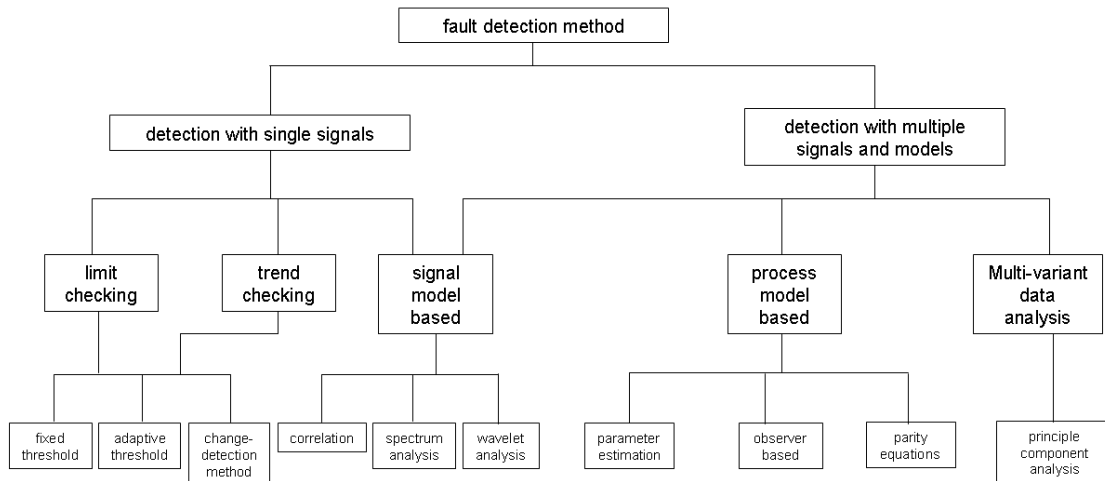 fault detection method
detection with single signals
detection with multiple
signals and models
limit
checking
trend
checking
signal
model
based
process
model
based
Multi-variant
data
analysis
fixed
threshold
adaptive
threshold
change-
detection
method
correlation
spectrum
analysis
wavelet
analysis
parameter
estimation
observer
based
parity
equations
principle
component
analysis